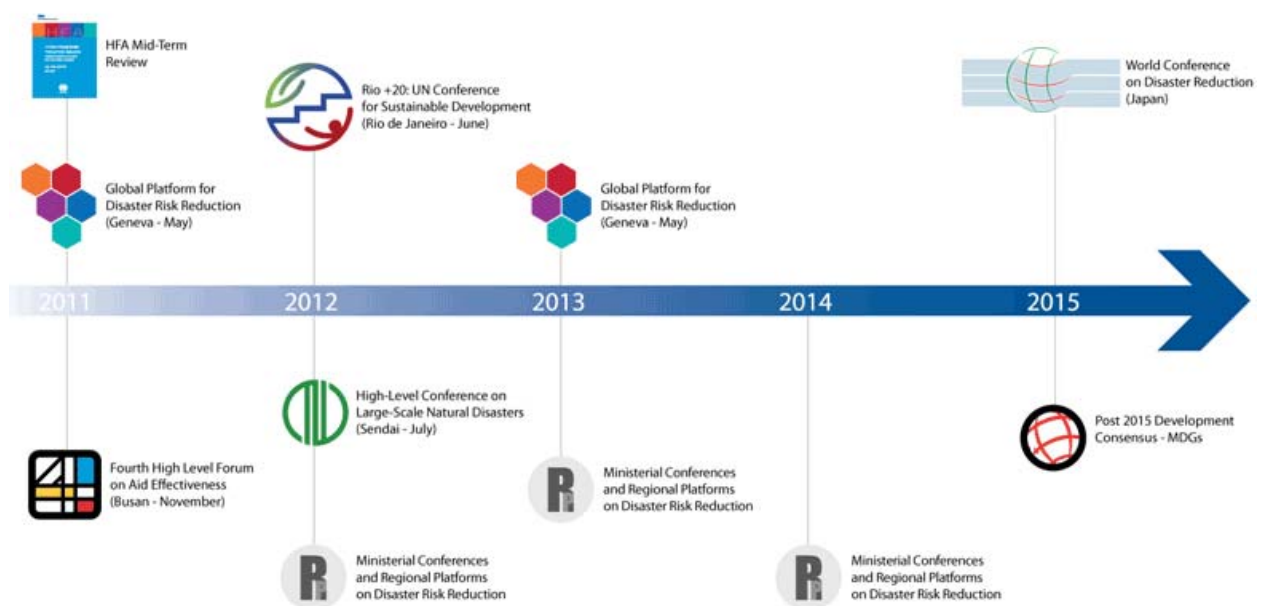 HFA
HFA Mid-Term
Review
Rio +20: UN Conference
for Sustainable Development
(Rio de Janeiro - June)
World Conference
on Disaster Reduction
(Japan)
Global Platform for
Disaster Risk Reduction
(Geneva - May)
Global Platform for
Disaster Risk Reduction
(Geneva - May)
2011
2012
2013
2014
2015
High-Level Conference on
Large-Scale Natural Disasters
(Sendai - July)
Post 2015 Development
Consensus - MDGs
4
Fourth High Level Forum
on Aid Effectiveness
(Busan - November)
Ministerial Conferences
and Regional Platforms
on Disaster Risk Reduction
Ministerial Conferences
and Regional Platforms
on Disaster Risk Reduction
Ministerial Conferences
and Regional Platforms
on Disaster Risk Reduction